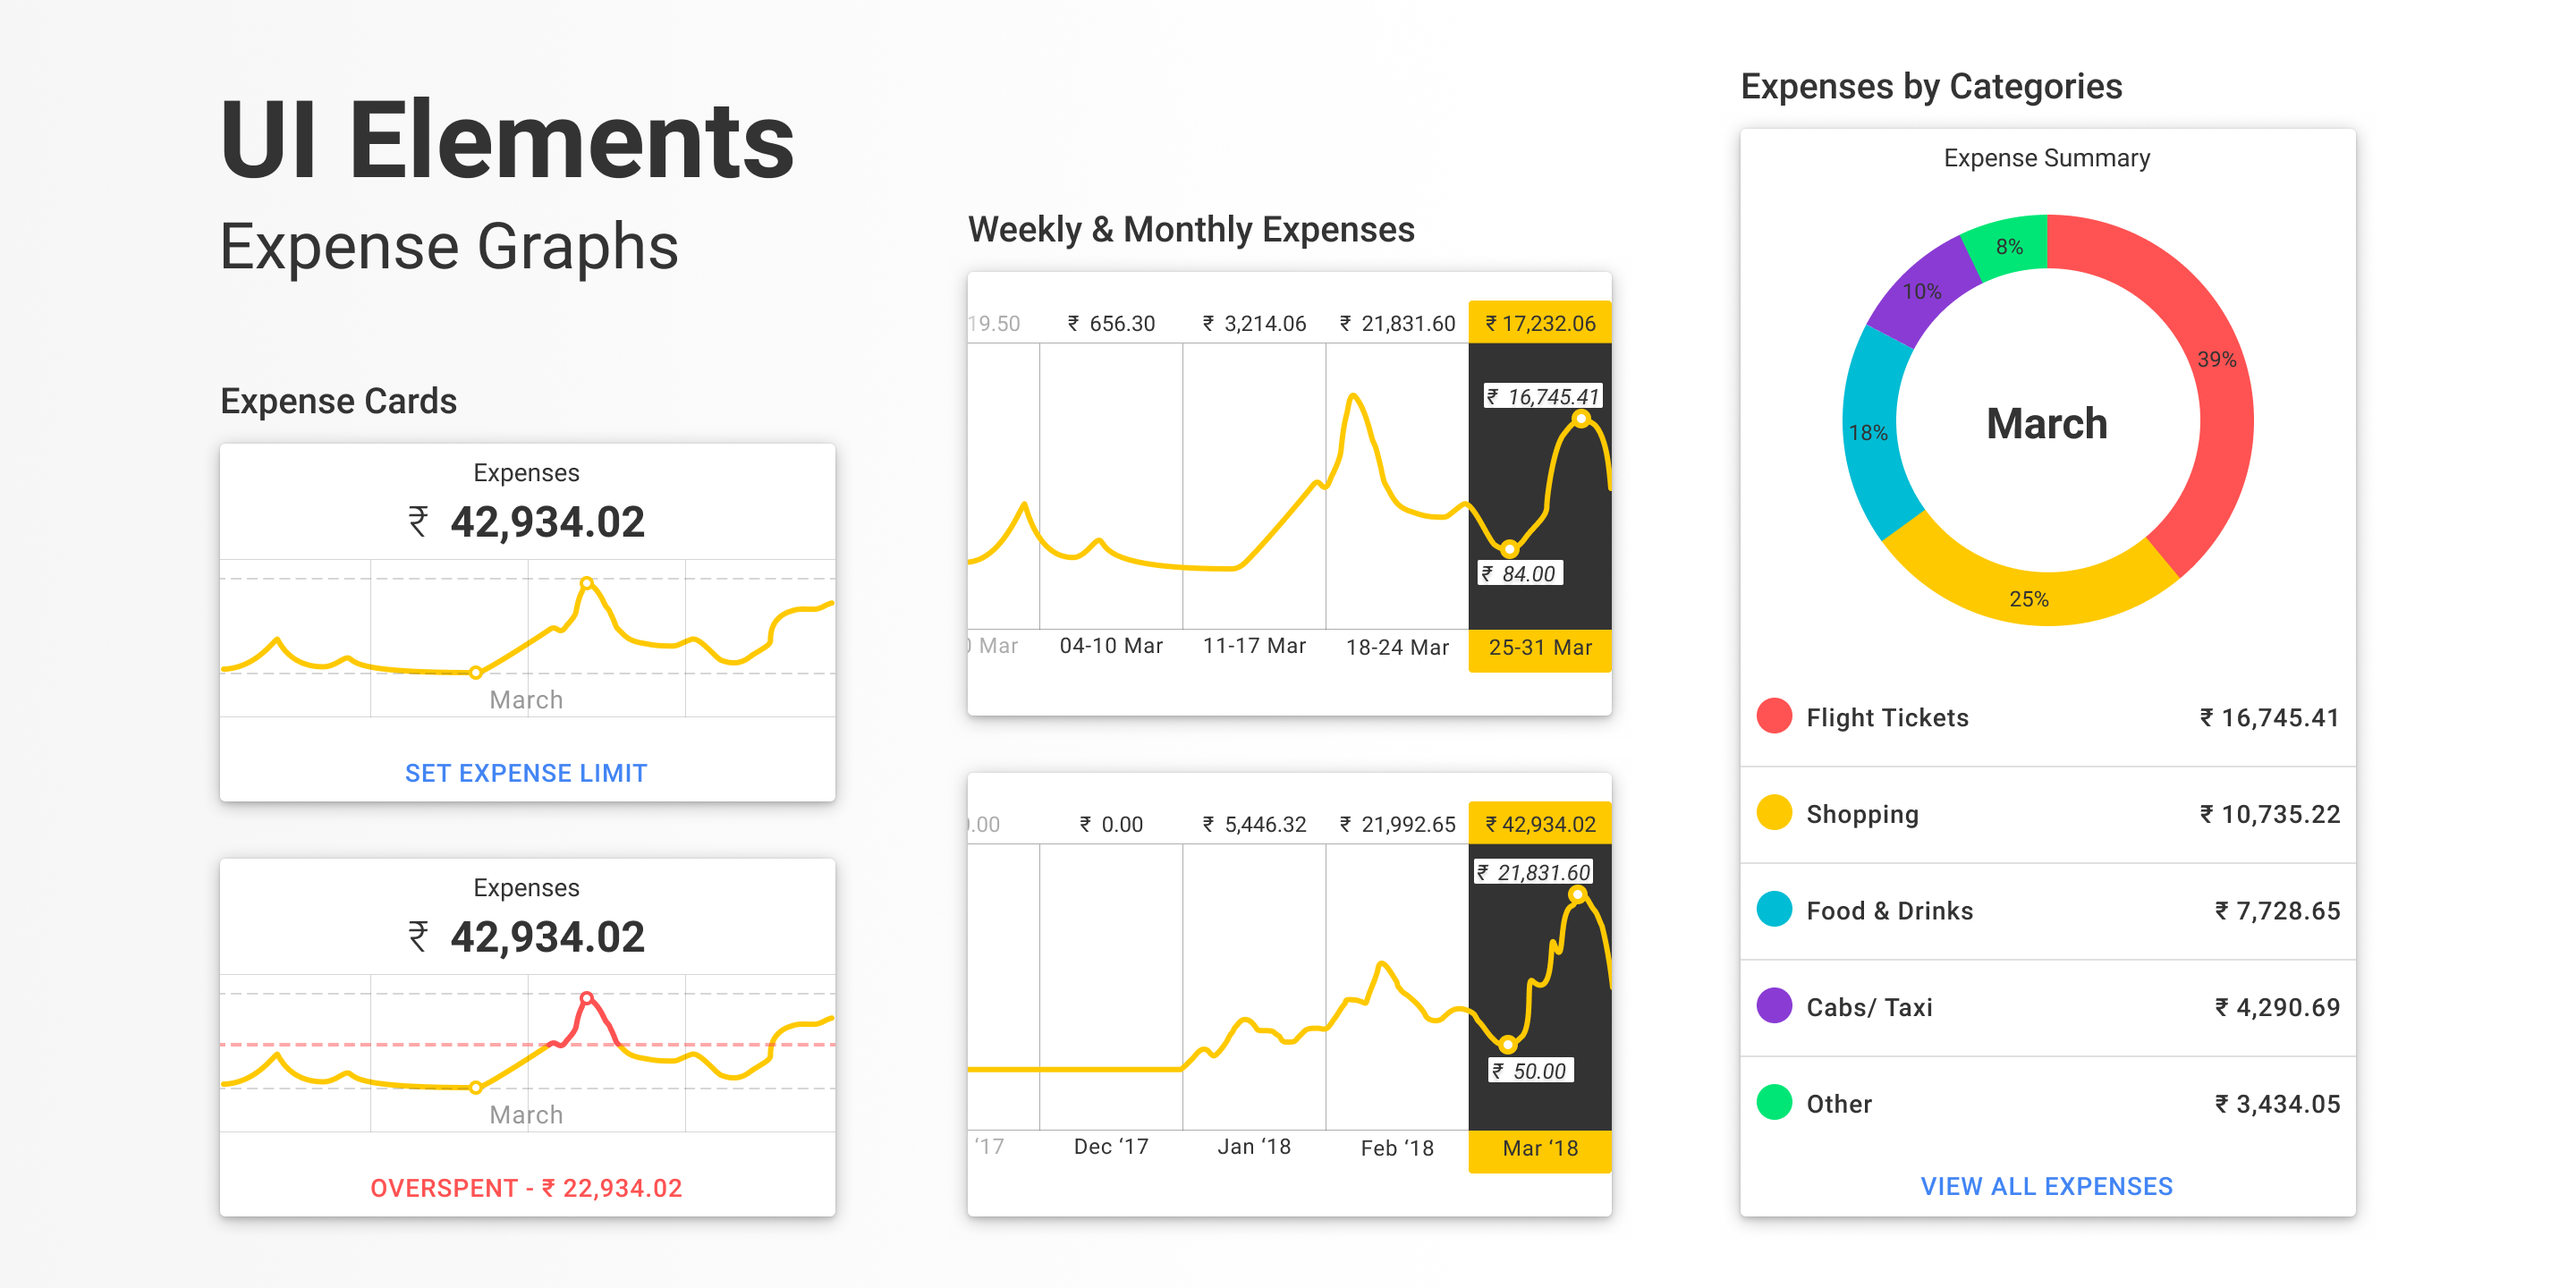 UI Elements
Expense Graphs
Expense Cards
Expenses
₹ 42,934.02
March
SET EXPENSE LIMIT
Expenses
₹ 42,934.02
March
OVERSPENT - ₹ 22,934.02
Weekly & Monthly Expenses
19.50 ₹ 656.30 ₹ 3,214.06 ₹ 21,831.60 ₹ 17,232.06
₹ 16,745.41
₹ 84.00
Mar 04-10 Mar 11-17 Mar 18-24 Mar 25-31 Mar
.00 ₹ 0.00 ₹ 5,446.32 ₹ 21,992.65 ₹ 42,934.02
₹ 21,831.60
₹ 50.00
‘17 Dec ‘17 Jan ‘18 Feb ‘18 Mar ‘18
Expenses by Categories
Expense Summary
8%
10%
39%
18%
March
25%
Flight Tickets ₹ 16,745.41
Shopping ₹ 10,735.22
Food & Drinks ₹ 7,728.65
Cabs/ Taxi ₹ 4,290.69
Other ₹ 3,434.05
VIEW ALL EXPENSES